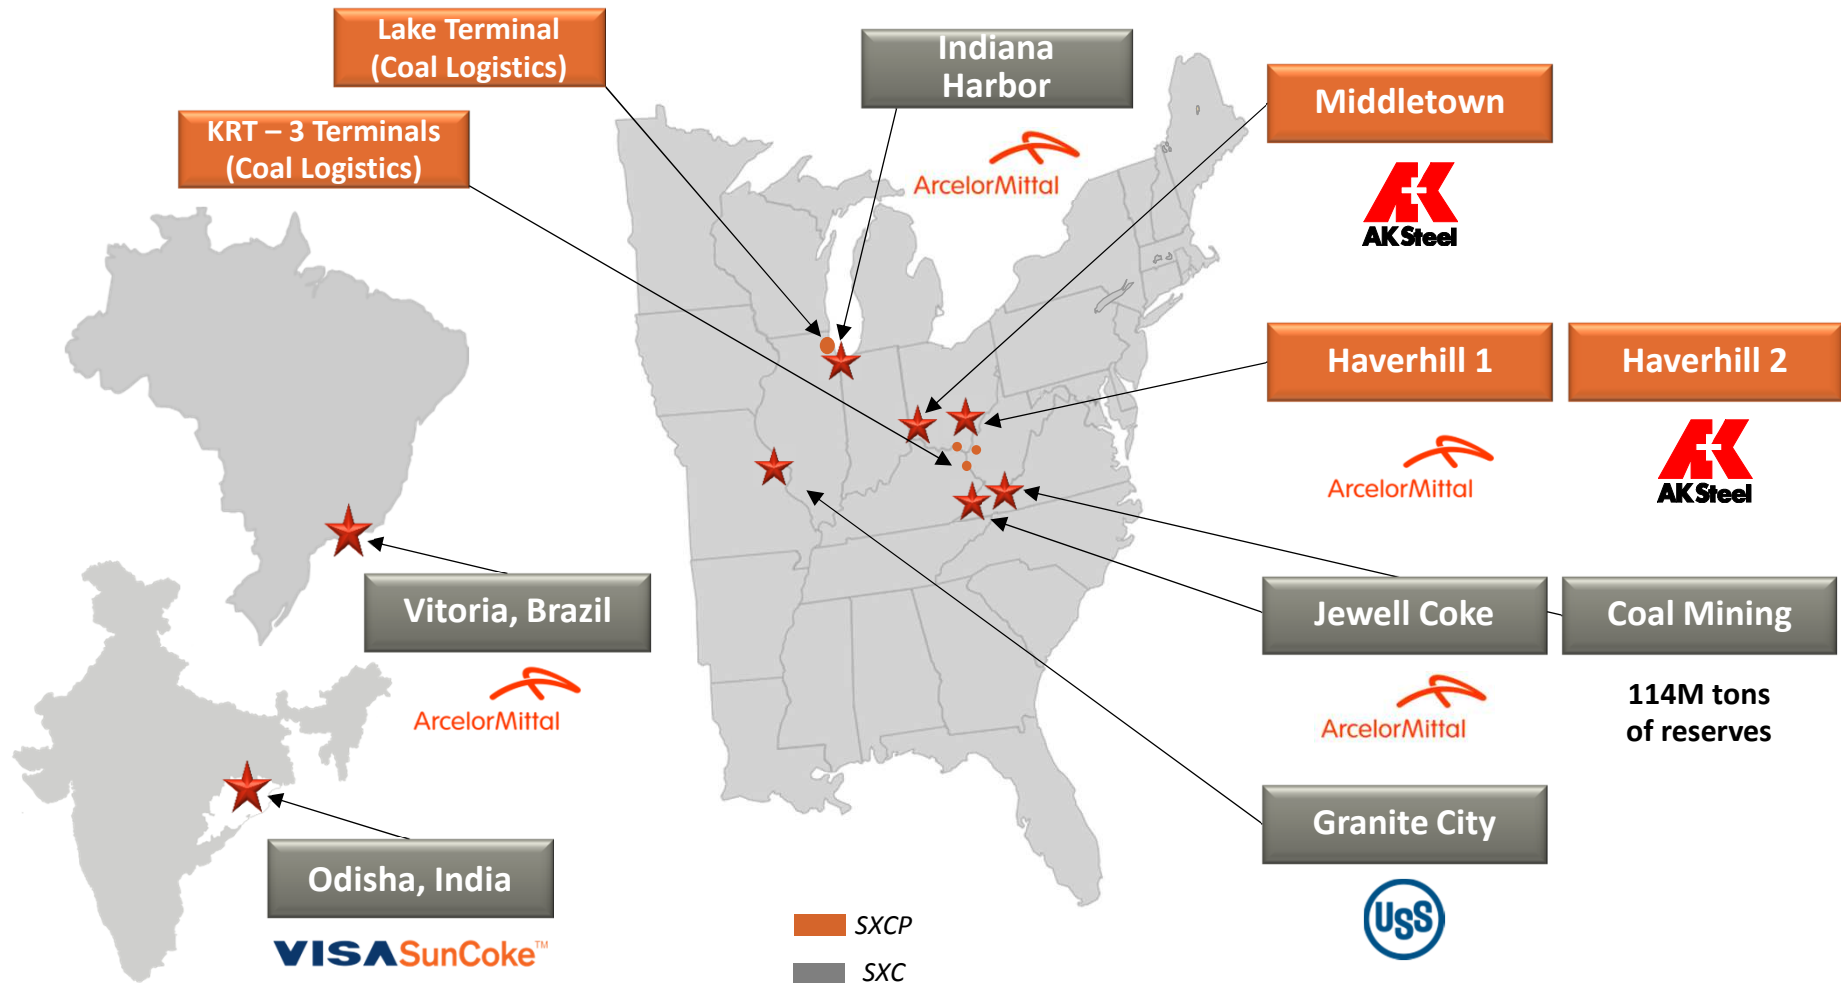 Lake Terminal
(Coal Logistics)
Indiana
Harbor
Middletown
KRT – 3 Terminals
(Coal Logistics)
ArcelorMittal
AK Steel
Haverhill 1
Haverhill 2
ArcelorMittal
AK Steel
Vitoria, Brazil
ArcelorMittal
Jewell Coke
Coal Mining
ArcelorMittal
114M tons
of reserves
Granite City
USS
Odisha, India
VISA SunCoke™
SXCP
SXC